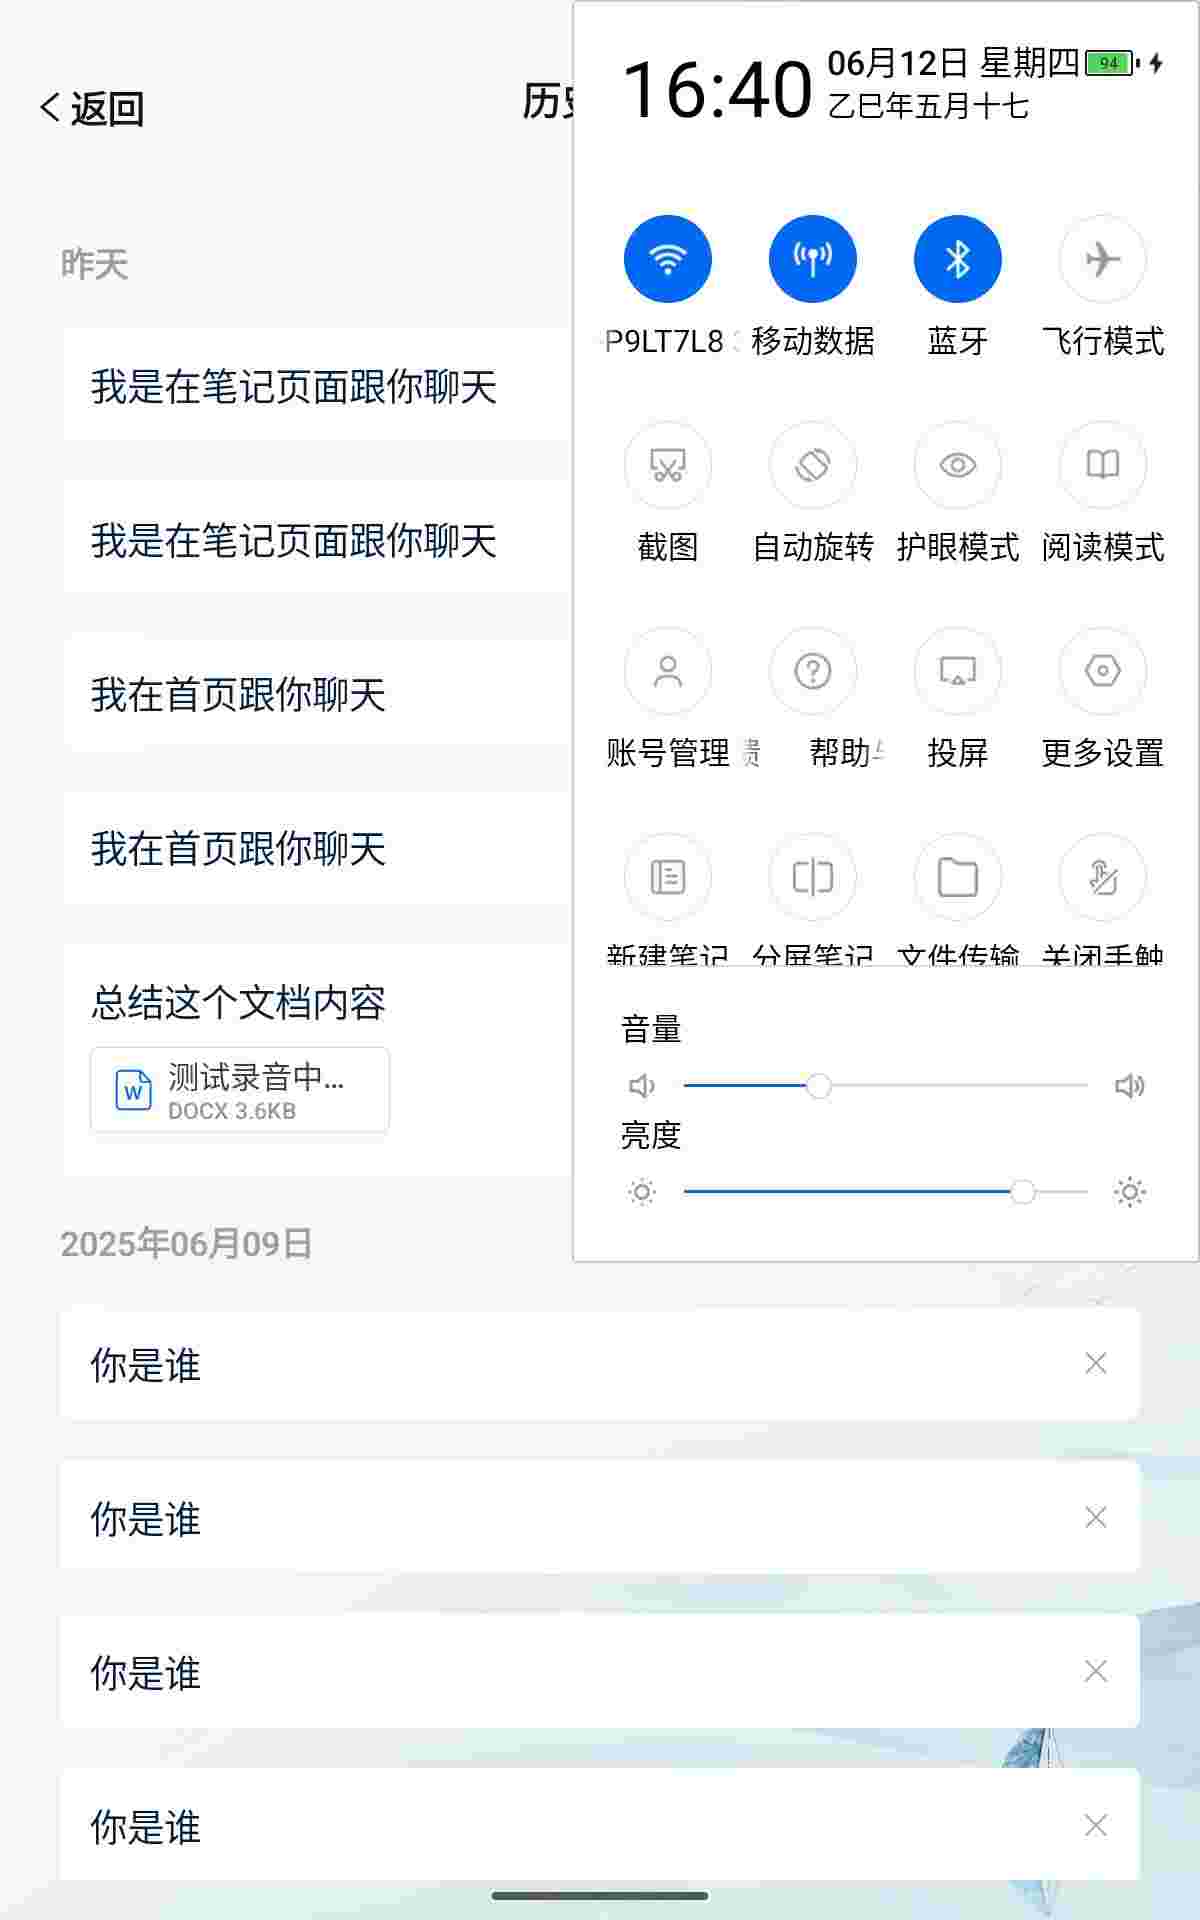 返回
历史
昨天
我是在笔记页面跟你聊天
我是在笔记页面跟你聊天
我在首页跟你聊天
我在首页跟你聊天
总结这个文档内容
W
测试录音中...
DOCX 3.6KB
2025年06月09日
你是谁
你是谁
你是谁
你是谁
16:40
06月12日 星期四
94
乙巳年五月十七
P9LT7L8 移动数据 蓝牙 飞行模式
截图 自动旋转 护眼模式 阅读模式
账号管理 馈 帮助 投屏 更多设置
新建笔记 分屏笔记 文件传输 关闭手触
音量
亮度